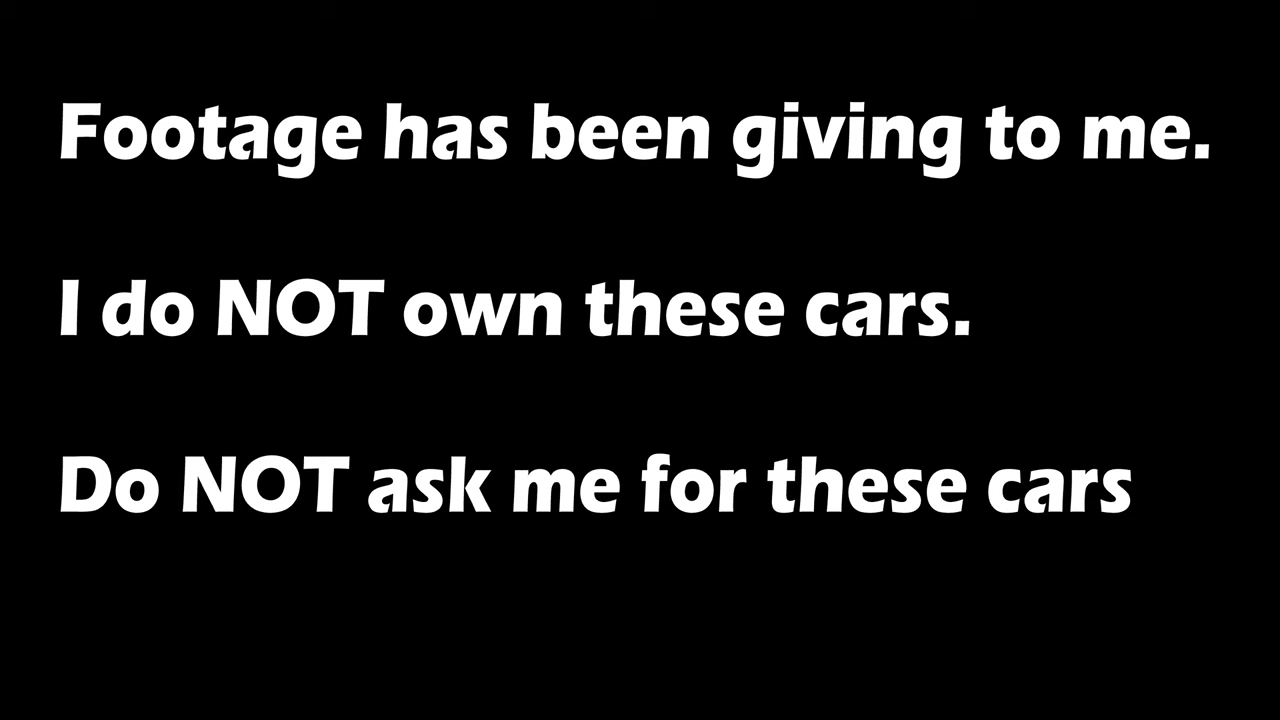 Footage has been giving to me.
I do NOT own these cars.
Do NOT ask me for these cars